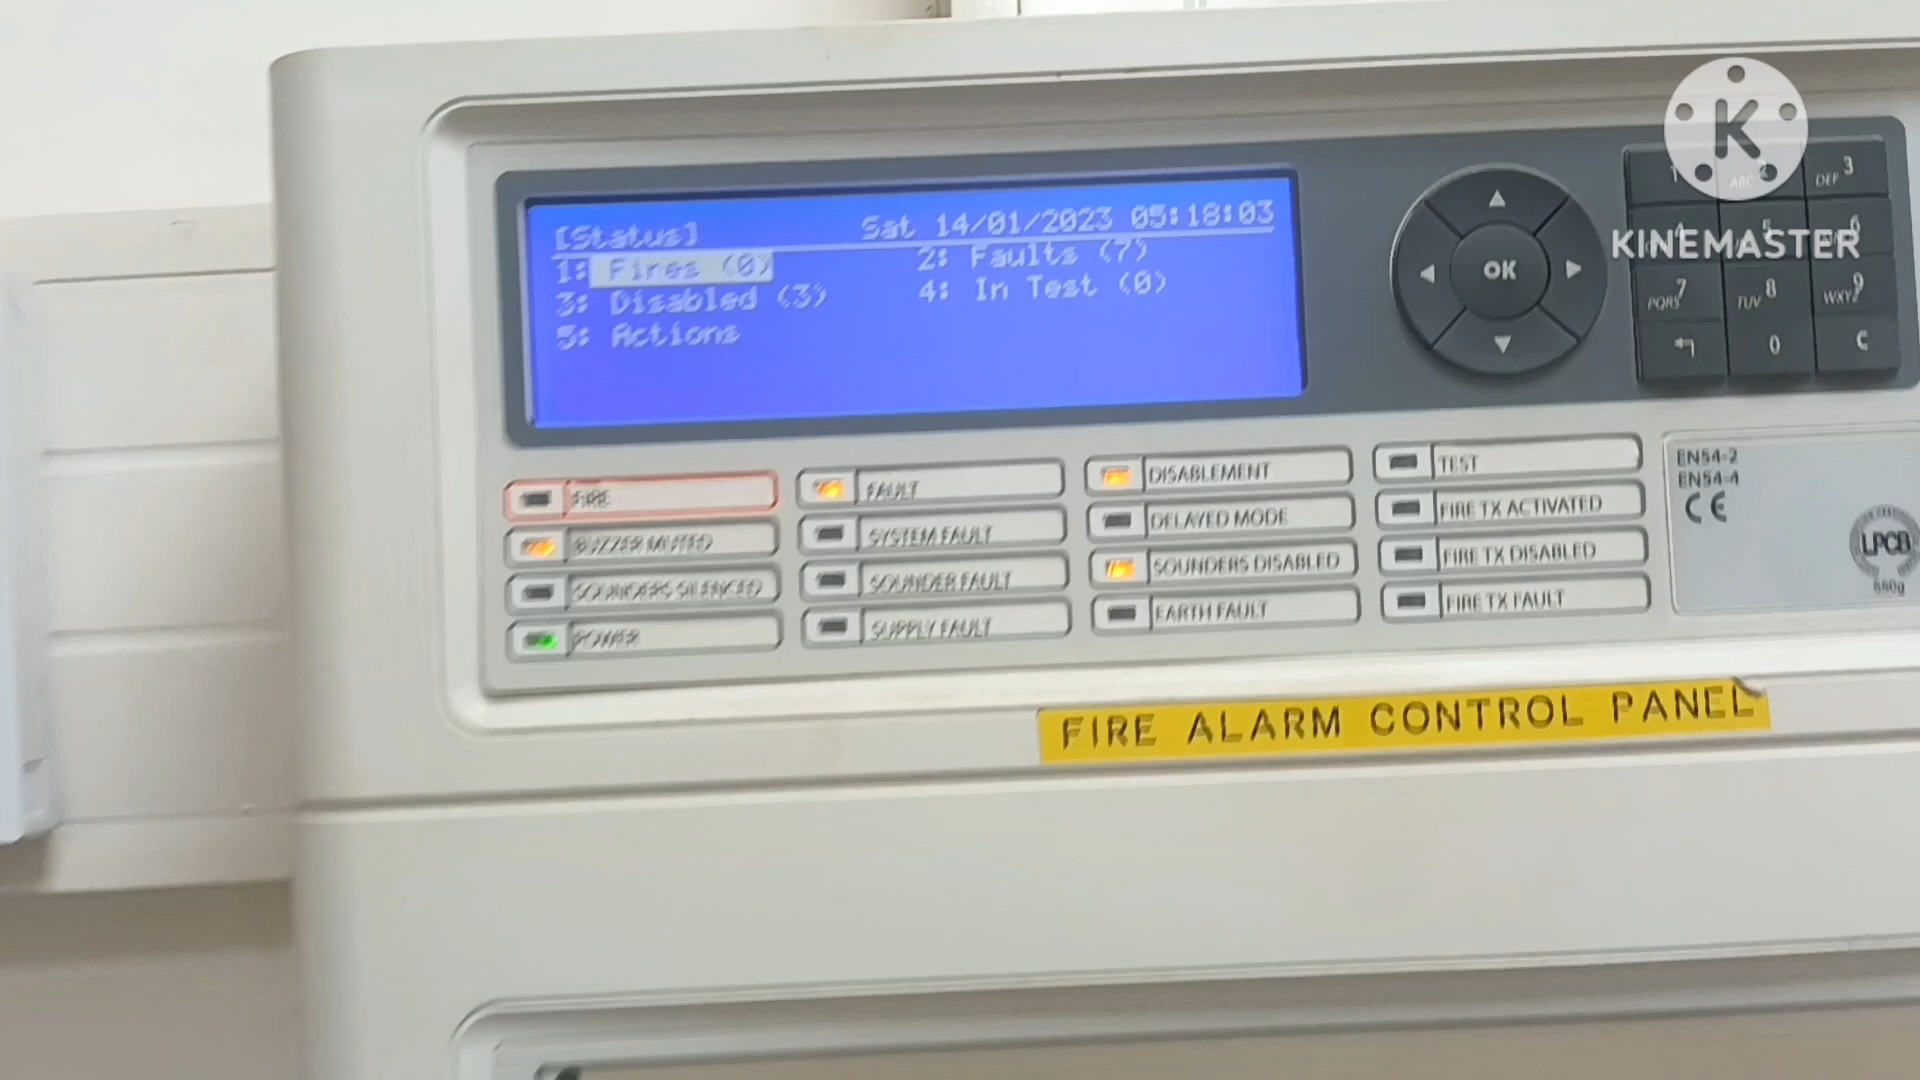 [Status] Sat 14/01/2023 05:18:03
1: Fires (0) 2: Faults (7)
3: Disabled (3) 4: In Test (0)
5: Actions
OK
DEF 3
PQRS 7 TUV 8 WXYZ 9
0 C
KINEMASTER
FIRE FAULT DISABLEMENT TEST
BUZZER MUTED SYSTEM FAULT DELAYED MODE FIRE TX ACTIVATED
SOUNDERS SILENCED SOUNDER FAULT SOUNDERS DISABLED FIRE TX DISABLED
POWER SUPPLY FAULT EARTH FAULT FIRE TX FAULT
EN54-2
EN54-4
CE
LPCB
FIRE ALARM CONTROL PANEL